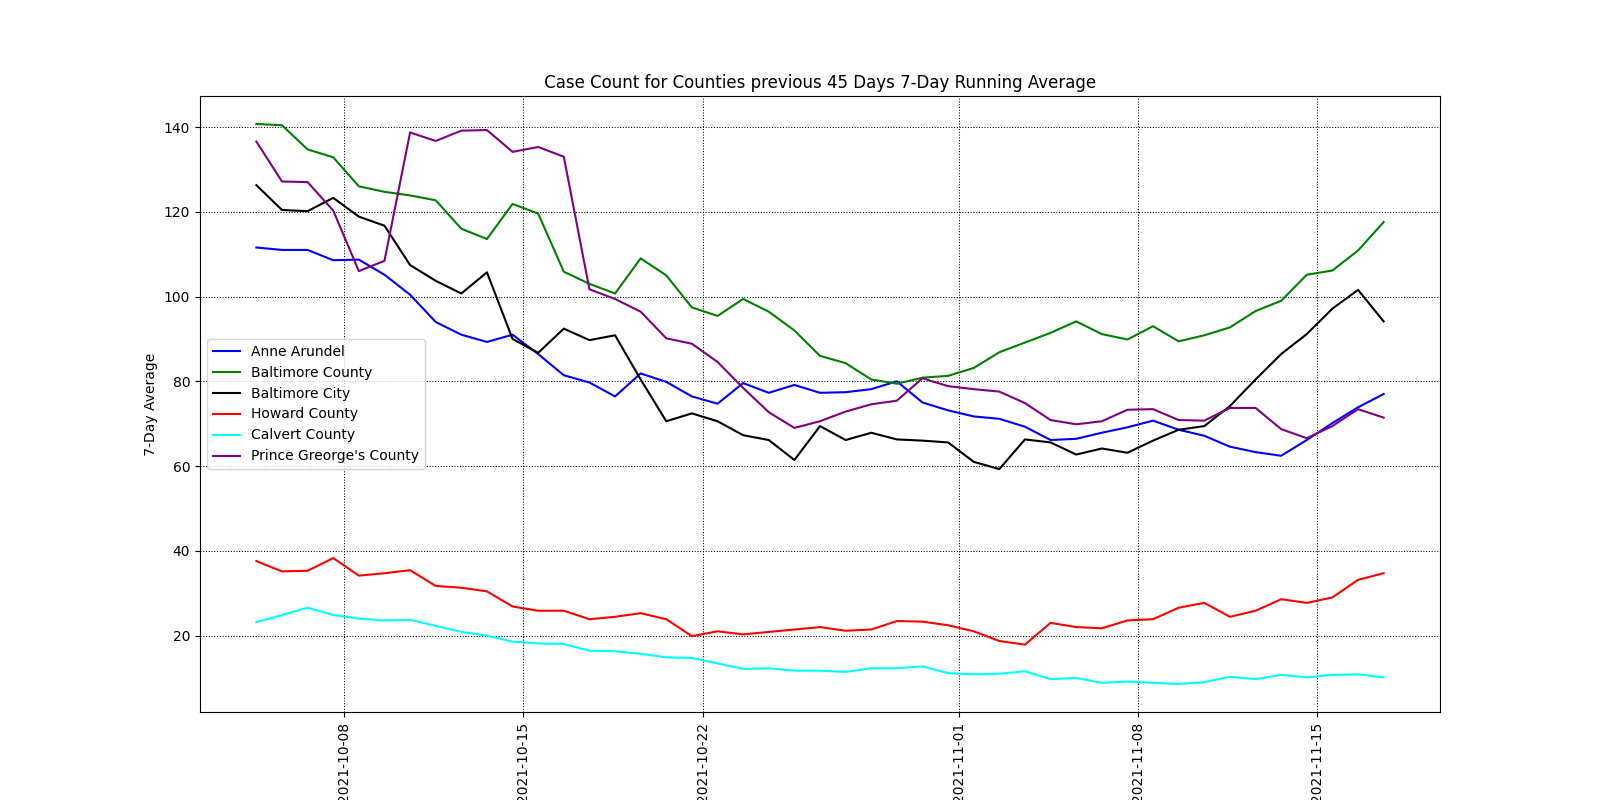 Case Count for Counties previous 45 Days 7-Day Running Average
140
120
100
80
60
40
20
7-Day Average
Anne Arundel
Baltimore County
Baltimore City
Howard County
Calvert County
Prince Greorge's County
2021-10-08
2021-10-15
2021-10-22
2021-11-01
2021-11-08
2021-11-15